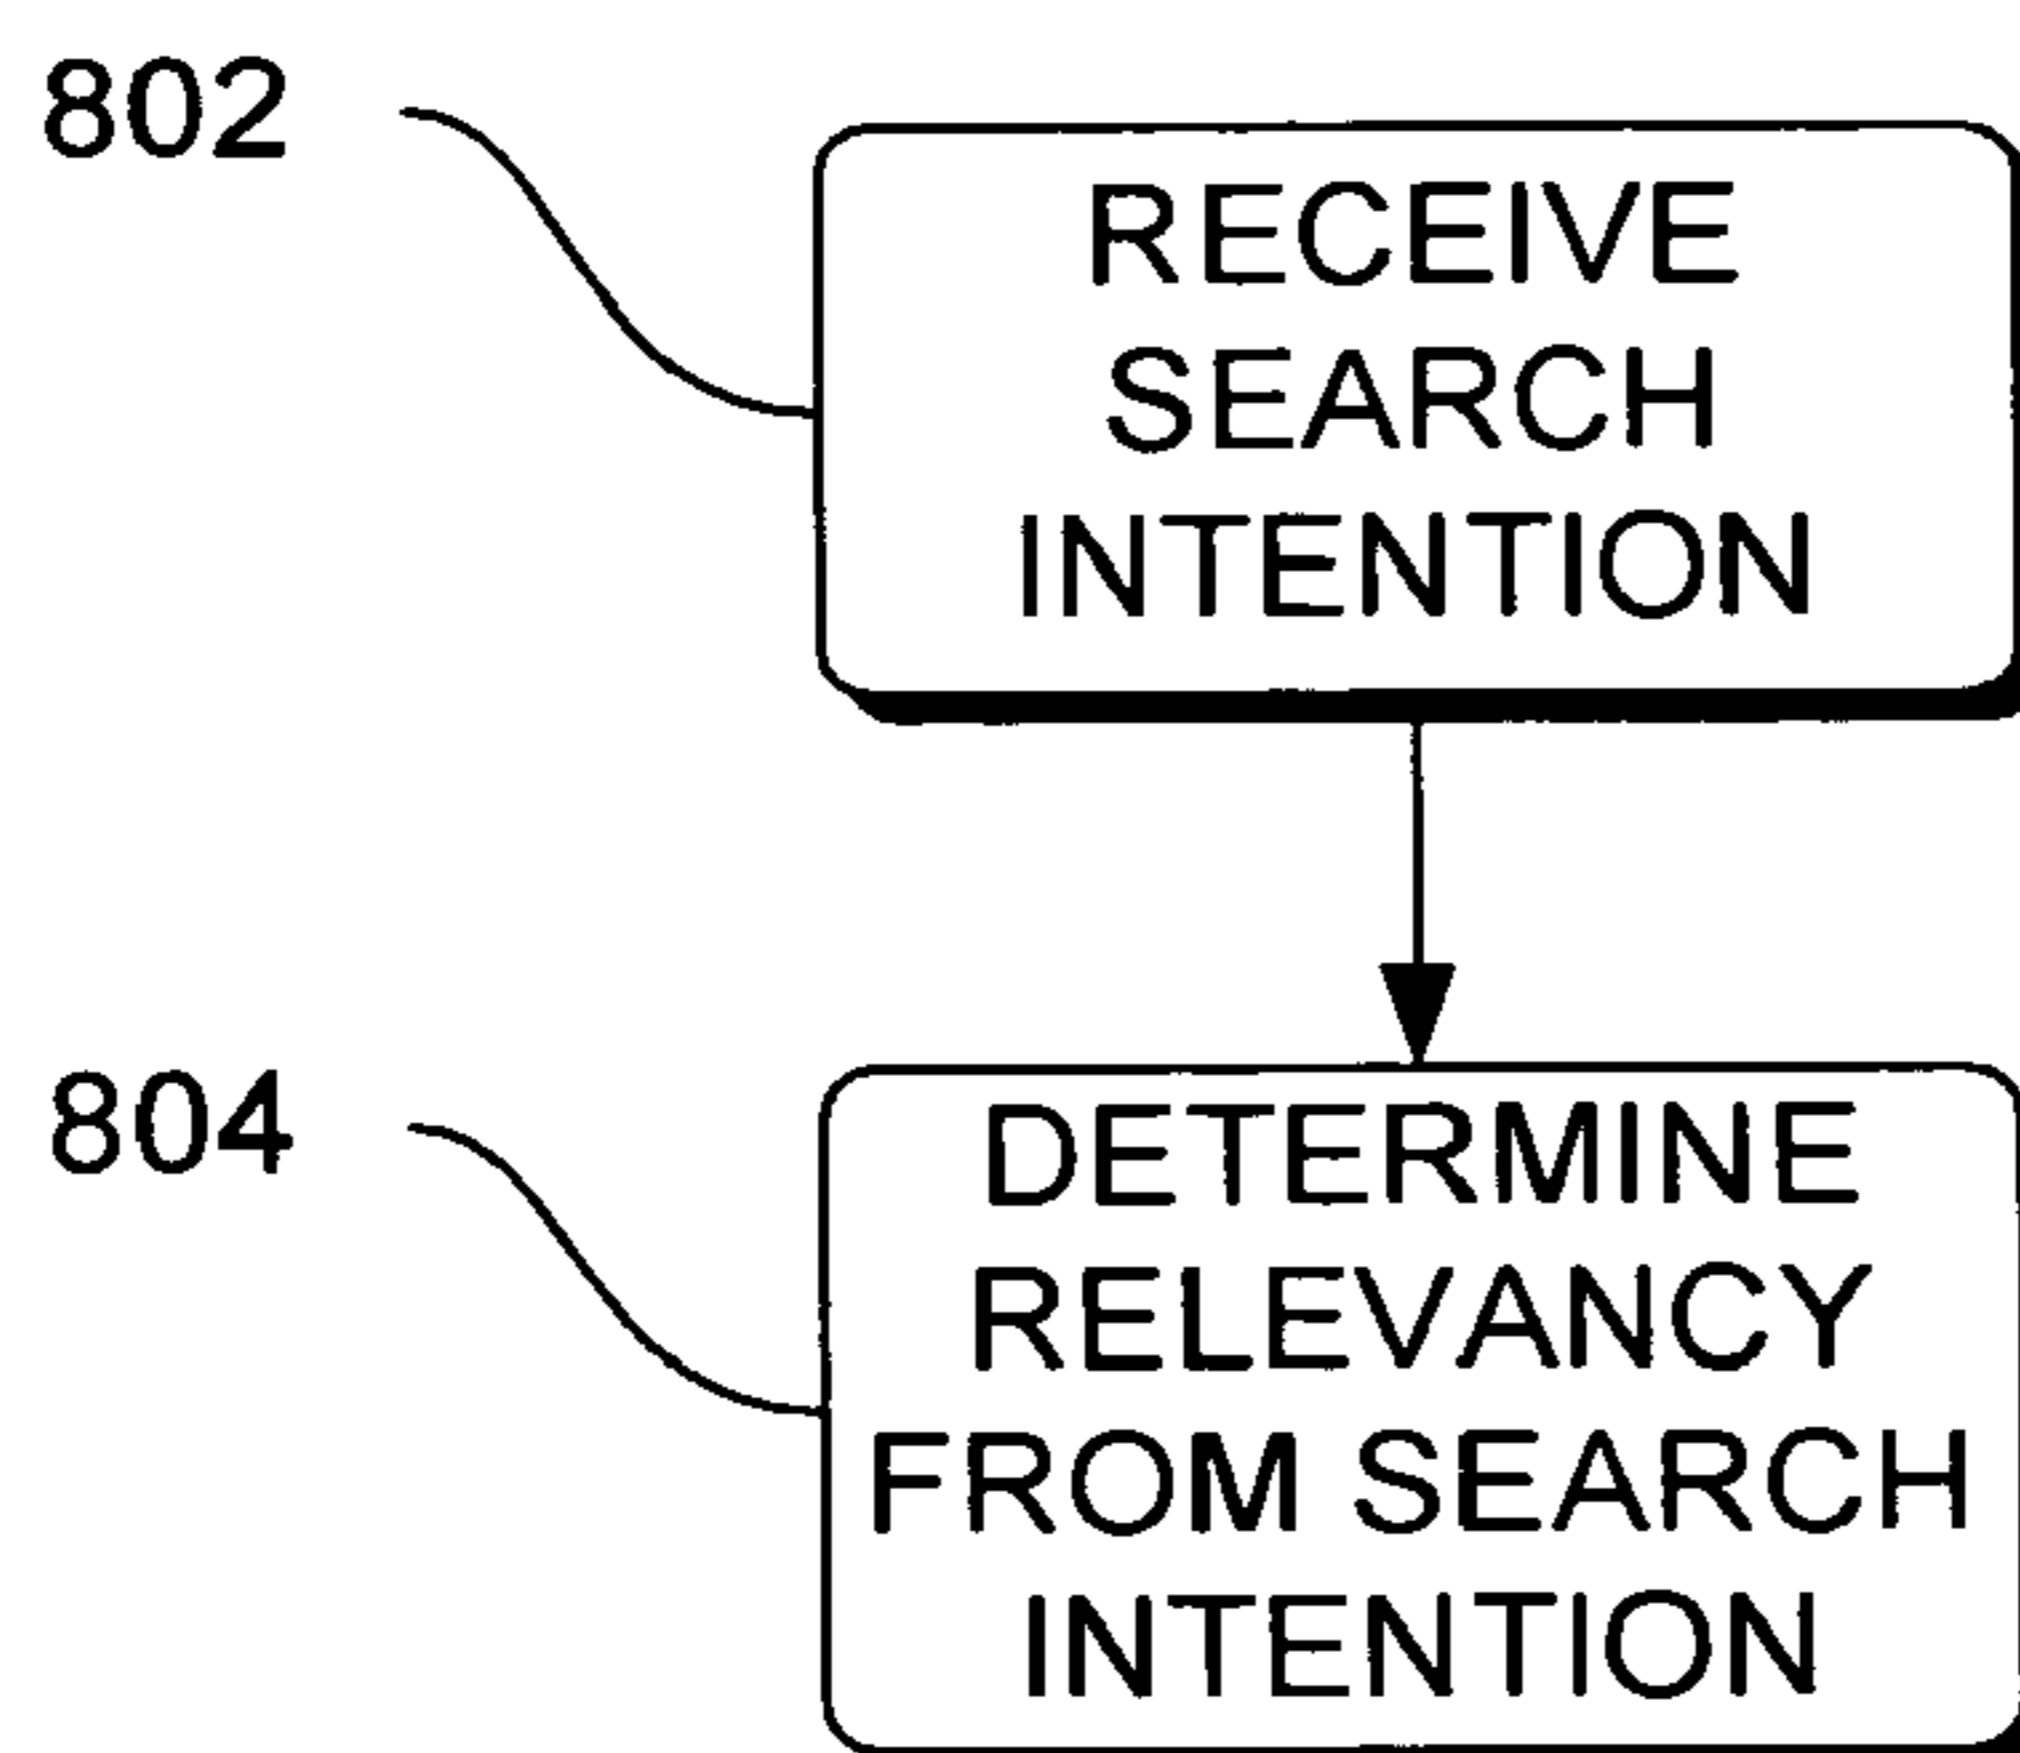 802
RECEIVE
SEARCH
INTENTION
804
DETERMINE
RELEVANCY
FROM SEARCH
INTENTION